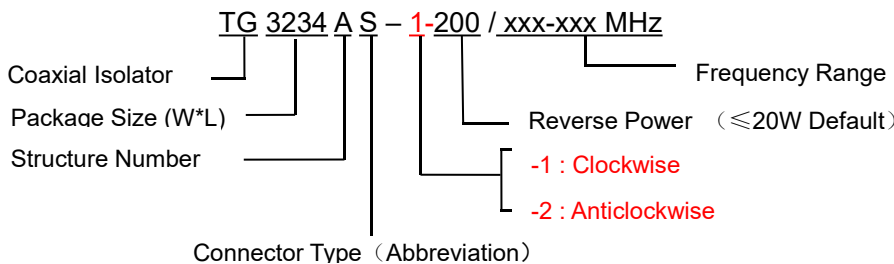 TG 3234 A S – 1-200 / xxx-xxx MHz
Coaxial Isolator
Frequency Range
Package Size (W*L)
Reverse Power （≤20W Default）
Structure Number
-1 : Clockwise
-2 : Anticlockwise
Connector Type（Abbreviation）